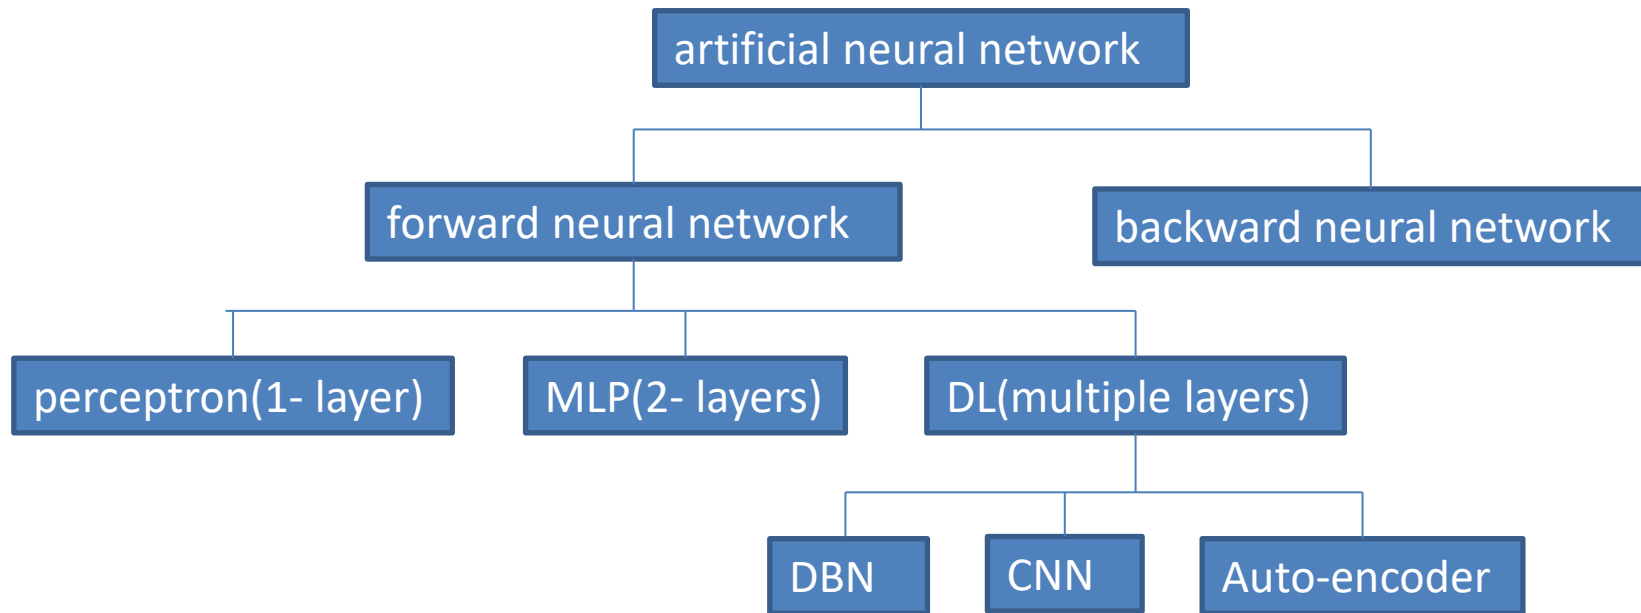 artificial neural network
forward neural network
backward neural network
perceptron(1- layer)
MLP(2- layers)
DL(multiple layers)
DBN
CNN
Auto-encoder